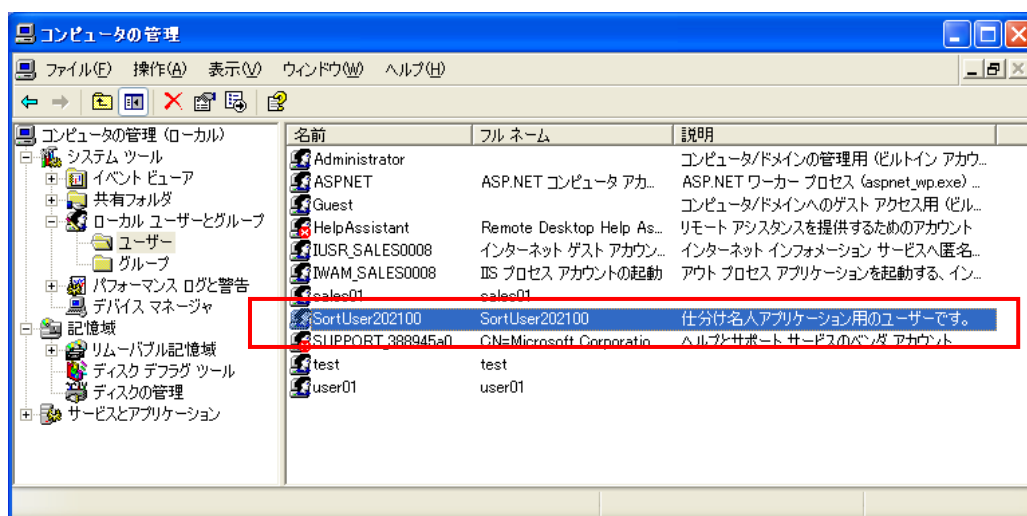 コンピュータの管理
ファイル(F) 操作(A) 表示(V) ウィンドウ(W) ヘルプ(H)
コンピュータの管理 (ローカル)
システム ツール
イベント ビューア
共有フォルダ
ローカル ユーザーとグループ
ユーザー
グループ
パフォーマンス ログと警告
デバイス マネージャ
記憶域
リムーバブル記憶域
ディスク デフラグ ツール
ディスクの管理
サービスとアプリケーション
名前 フル ネーム 説明
Administrator コンピュータ/ドメインの管理用 (ビルトイン アカウ...
ASPNET ASP.NET コンピュータ アカ... ASP.NET ワーカー プロセス (aspnet_wp.exe) ...
Guest コンピュータ/ドメインへのゲスト アクセス用 (ビル...
HelpAssistant Remote Desktop Help As... リモート アシスタンスを提供するためのアカウント
IUSR_SALES0008 インターネット ゲスト アカウン... インターネット インフォメーション サービスへ匿名...
IWAM_SALES0008 IIS プロセス アカウントの起動 アウト プロセス アプリケーションを起動する、イン...
sales01 sales01
SortUser202100 SortUser202100 仕分け名人アプリケーション用のユーザーです。
SUPPORT_388945a0 CN=Microsoft Corporatio... ヘルプとサポート サービスのベンダ アカウント
test test
user01 user01